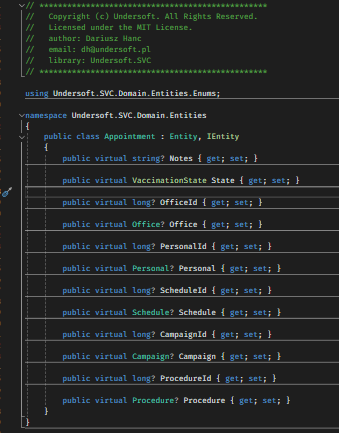 // ************************************************
//   Copyright (c) Undersoft. All Rights Reserved.
//   Licensed under the MIT License.
//   author: Dariusz Hanc
//   email: dh@undersoft.pl
//   library: Undersoft.SVC
// ************************************************
using Undersoft.SVC.Domain.Entities.Enums;
namespace Undersoft.SVC.Domain.Entities
{
    public class Appointment : Entity, IEntity
    {
        public virtual string? Notes { get; set; }
        public virtual VaccinationState State { get; set; }
        public virtual long? OfficeId { get; set; }
        public virtual Office? Office { get; set; }
        public virtual long? PersonalId { get; set; }
        public virtual Personal? Personal { get; set; }
        public virtual long? ScheduleId { get; set; }
        public virtual Schedule? Schedule { get; set; }
        public virtual long? CampaignId { get; set; }
        public virtual Campaign? Campaign { get; set; }
        public virtual long? ProcedureId { get; set; }
        public virtual Procedure? Procedure { get; set; }
    }
}